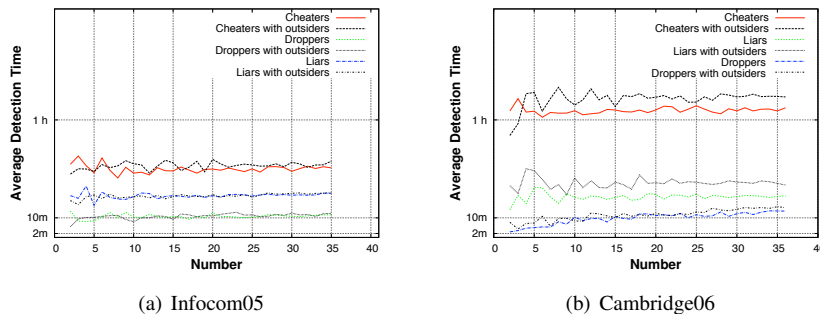 Average Detection Time
1 h
10m
2m
Cheaters
Cheaters with outsiders
Droppers
Droppers with outsiders
Liars
Liars with outsiders
0 5 10 15 20 25 30 35 40
Number
(a) Infocom05
Average Detection Time
1 h
10m
2m
Cheaters
Cheaters with outsiders
Liars
Liars with outsiders
Droppers
Droppers with outsiders
0 5 10 15 20 25 30 35 40
Number
(b) Cambridge06